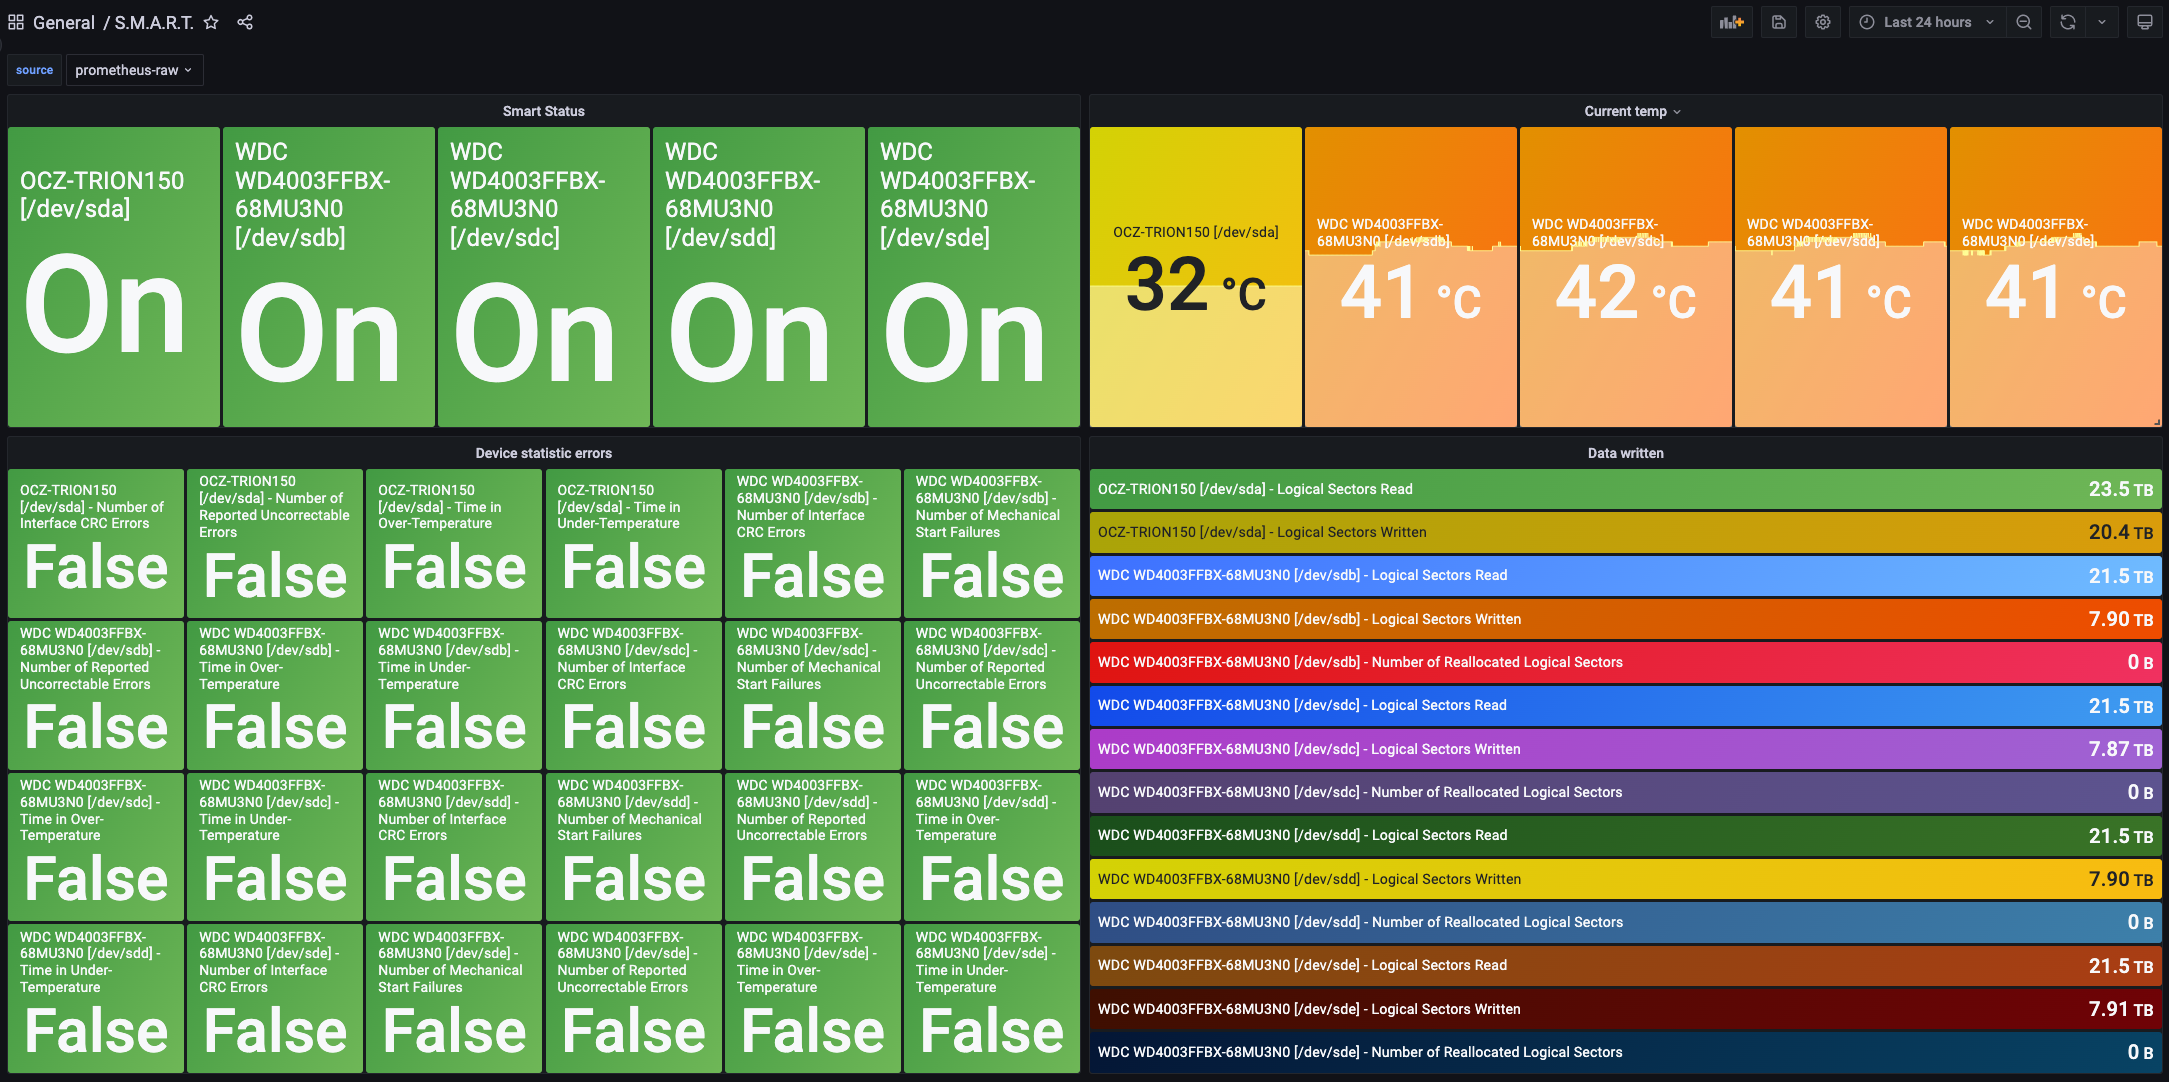 General / S.M.A.R.T.
Last 24 hours
source
prometheus-raw
Smart Status
OCZ-TRION150
[/dev/sda]
On
WDC
WD4003FFBX-
68MU3N0
[/dev/sdb]
On
WDC
WD4003FFBX-
68MU3N0
[/dev/sdc]
On
WDC
WD4003FFBX-
68MU3N0
[/dev/sdd]
On
WDC
WD4003FFBX-
68MU3N0
[/dev/sde]
On
Current temp
OCZ-TRION150 [/dev/sda]
32 °C
WDC WD4003FFBX-
68MU3N0 [/dev/sdb]
41 °C
WDC WD4003FFBX-
68MU3N0 [/dev/sdc]
42 °C
WDC WD4003FFBX-
68MU3N0 [/dev/sdd]
41 °C
WDC WD4003FFBX-
68MU3N0 [/dev/sde]
41 °C
Device statistic errors
OCZ-TRION150
[/dev/sda] - Number of
Interface CRC Errors
False
OCZ-TRION150
[/dev/sda] - Number of
Reported Uncorrectable
Errors
False
OCZ-TRION150
[/dev/sda] - Time in
Over-Temperature
False
OCZ-TRION150
[/dev/sda] - Time in
Under-Temperature
False
WDC WD4003FFBX-
68MU3N0 [/dev/sdb] -
Number of Interface
CRC Errors
False
WDC WD4003FFBX-
68MU3N0 [/dev/sdb] -
Number of Mechanical
Start Failures
False
WDC WD4003FFBX-
68MU3N0 [/dev/sdb] -
Number of Reported
Uncorrectable Errors
False
WDC WD4003FFBX-
68MU3N0 [/dev/sdb] -
Time in Over-
Temperature
False
WDC WD4003FFBX-
68MU3N0 [/dev/sdb] -
Time in Under-
Temperature
False
WDC WD4003FFBX-
68MU3N0 [/dev/sdc] -
Number of Interface
CRC Errors
False
WDC WD4003FFBX-
68MU3N0 [/dev/sdc] -
Number of Mechanical
Start Failures
False
WDC WD4003FFBX-
68MU3N0 [/dev/sdc] -
Number of Reported
Uncorrectable Errors
False
WDC WD4003FFBX-
68MU3N0 [/dev/sdc] -
Time in Over-
Temperature
False
WDC WD4003FFBX-
68MU3N0 [/dev/sdc] -
Time in Under-
Temperature
False
WDC WD4003FFBX-
68MU3N0 [/dev/sdd] -
Number of Interface
CRC Errors
False
WDC WD4003FFBX-
68MU3N0 [/dev/sdd] -
Number of Mechanical
Start Failures
False
WDC WD4003FFBX-
68MU3N0 [/dev/sdd] -
Number of Reported
Uncorrectable Errors
False
WDC WD4003FFBX-
68MU3N0 [/dev/sdd] -
Time in Over-
Temperature
False
WDC WD4003FFBX-
68MU3N0 [/dev/sdd] -
Time in Under-
Temperature
False
WDC WD4003FFBX-
68MU3N0 [/dev/sde] -
Number of Interface
CRC Errors
False
WDC WD4003FFBX-
68MU3N0 [/dev/sde] -
Number of Mechanical
Start Failures
False
WDC WD4003FFBX-
68MU3N0 [/dev/sde] -
Number of Reported
Uncorrectable Errors
False
WDC WD4003FFBX-
68MU3N0 [/dev/sde] -
Time in Over-
Temperature
False
WDC WD4003FFBX-
68MU3N0 [/dev/sde] -
Time in Under-
Temperature
False
Data written
OCZ-TRION150 [/dev/sda] - Logical Sectors Read 23.5 TB
OCZ-TRION150 [/dev/sda] - Logical Sectors Written 20.4 TB
WDC WD4003FFBX-68MU3N0 [/dev/sdb] - Logical Sectors Read 21.5 TB
WDC WD4003FFBX-68MU3N0 [/dev/sdb] - Logical Sectors Written 7.90 TB
WDC WD4003FFBX-68MU3N0 [/dev/sdb] - Number of Reallocated Logical Sectors 0 B
WDC WD4003FFBX-68MU3N0 [/dev/sdc] - Logical Sectors Read 21.5 TB
WDC WD4003FFBX-68MU3N0 [/dev/sdc] - Logical Sectors Written 7.87 TB
WDC WD4003FFBX-68MU3N0 [/dev/sdc] - Number of Reallocated Logical Sectors 0 B
WDC WD4003FFBX-68MU3N0 [/dev/sdd] - Logical Sectors Read 21.5 TB
WDC WD4003FFBX-68MU3N0 [/dev/sdd] - Logical Sectors Written 7.90 TB
WDC WD4003FFBX-68MU3N0 [/dev/sdd] - Number of Reallocated Logical Sectors 0 B
WDC WD4003FFBX-68MU3N0 [/dev/sde] - Logical Sectors Read 21.5 TB
WDC WD4003FFBX-68MU3N0 [/dev/sde] - Logical Sectors Written 7.91 TB
WDC WD4003FFBX-68MU3N0 [/dev/sde] - Number of Reallocated Logical Sectors 0 B